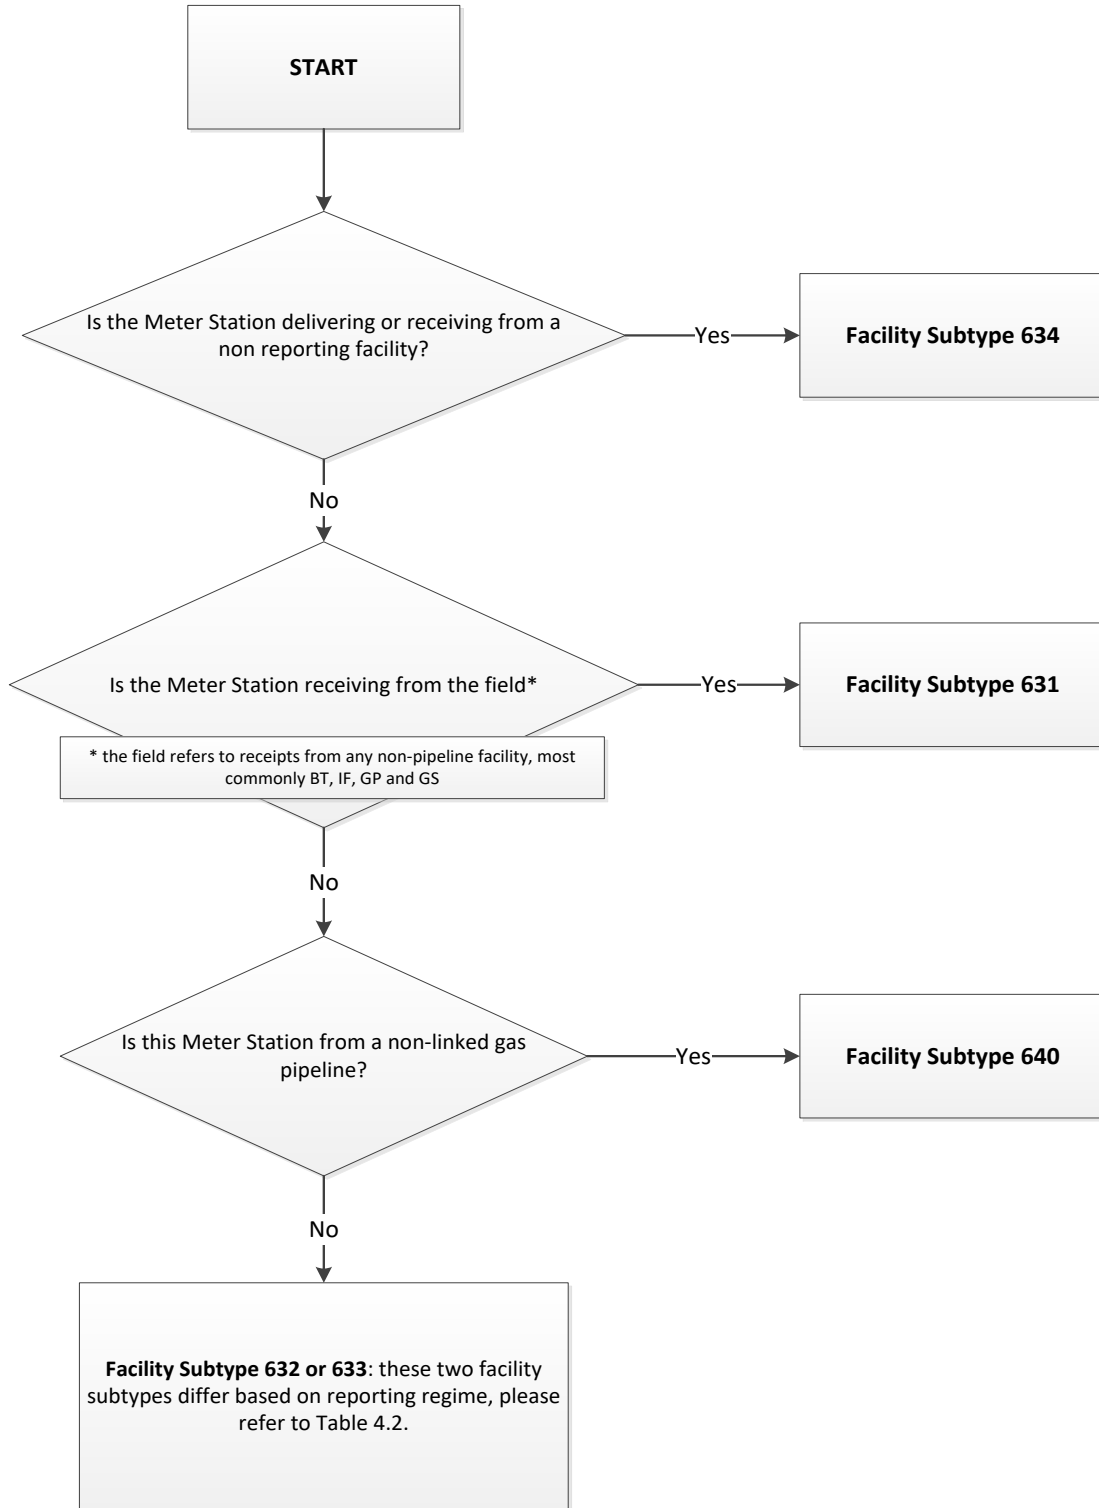 START
Is the Meter Station delivering or receiving from a
non reporting facility?
Yes
Facility Subtype 634
No
Is the Meter Station receiving from the field*
Yes
Facility Subtype 631
* the field refers to receipts from any non-pipeline facility, most
commonly BT, IF, GP and GS
No
Is this Meter Station from a non-linked gas
pipeline?
Yes
Facility Subtype 640
No
Facility Subtype 632 or 633: these two facility
subtypes differ based on reporting regime, please
refer to Table 4.2.